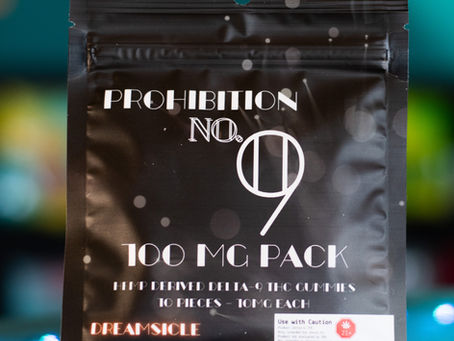 PROHIBITION
NO.
9
100 MG PACK
HEMP DERIVED DELTA-9 THC GUMMIES
10 PIECES - 10MG EACH
DREAMSICLE
Use with Caution